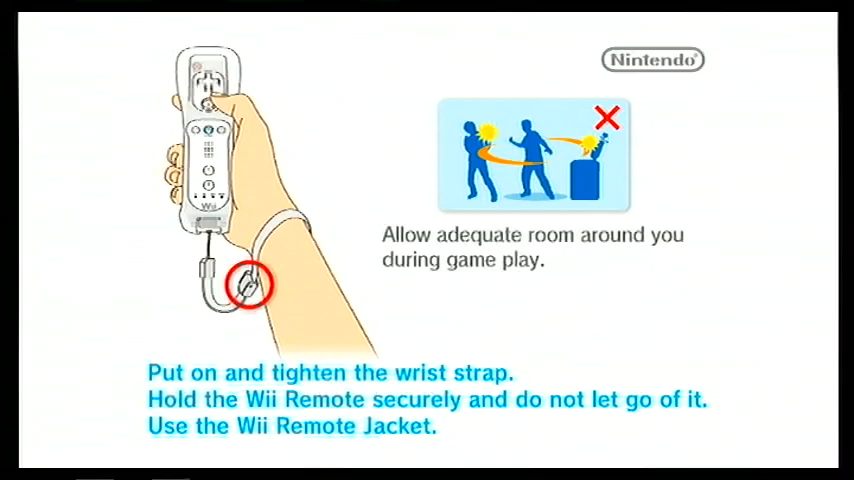 Nintendo®
Wii
Allow adequate room around you
during game play.
Put on and tighten the wrist strap.
Hold the Wii Remote securely and do not let go of it.
Use the Wii Remote Jacket.